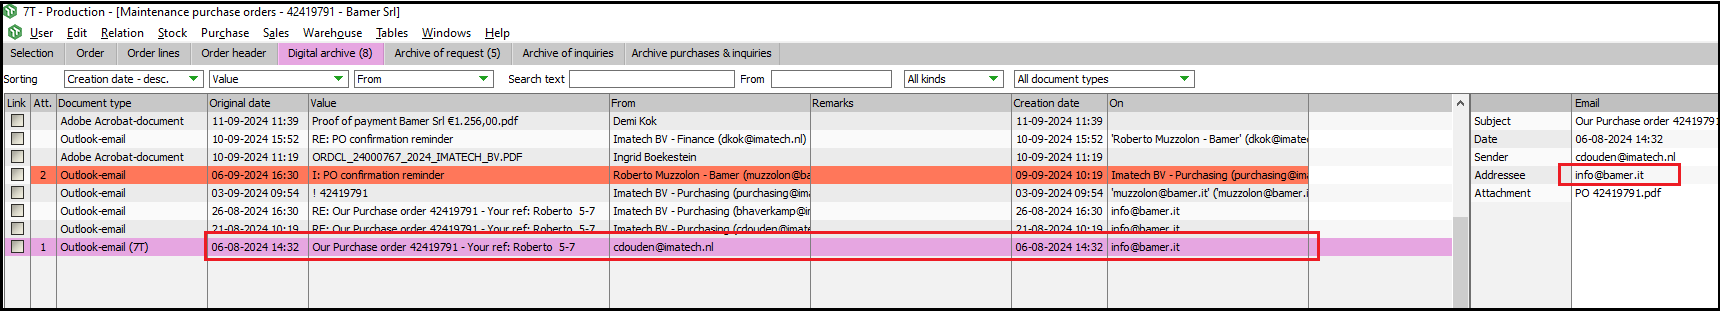 7T - Production - [Maintenance purchase orders - 42419791 - Bamer Srl]
User Edit Relation Stock Purchase Sales Warehouse Tables Windows Help
Selection Order Order lines Order header Digital archive (8) Archive of request (5) Archive of inquiries Archive purchases & inquiries
Sorting Creation date - desc. Value From Search text From All kinds All document types
Link Att. Document type Original date Value From Remarks Creation date On Email
Adobe Acrobat-document 11-09-2024 11:39 Proof of payment Bamer Srl €1.256,00.pdf Demi Kok 11-09-2024 11:39 Subject Our Purchase order 42419791
Outlook-email 10-09-2024 15:52 RE: PO confirmation reminder Imatech BV - Finance (dkok@imatech.nl) 10-09-2024 15:52 'Roberto Muzzolon - Bamer' (dkok@imatec Date 06-08-2024 14:32
Adobe Acrobat-document 10-09-2024 11:19 ORDCL_24000767_2024_IMATECH_BV.PDF Ingrid Boekestein 10-09-2024 11:19 Sender cdouden@imatech.nl
2 Outlook-email 06-09-2024 16:30 I: PO confirmation reminder Roberto Muzzolon - Bamer (muzzolon@ba 09-09-2024 10:19 Imatech BV - Purchasing (purchasing@ima Addressee info@bamer.it
Outlook-email 03-09-2024 09:54 ! 42419791 Imatech BV - Purchasing (purchasing@im 03-09-2024 09:54 'muzzolon@bamer.it' ('muzzolon@bamer.i Attachment PO 42419791.pdf
Outlook-email 26-08-2024 16:30 RE: Our Purchase order 42419791 - Your ref: Roberto 5-7 Imatech BV - Purchasing (bhaverkamp@i 26-08-2024 16:30 info@bamer.it
Outlook-email 21-08-2024 10:19 RE: Our Purchase order 42419791 - Your ref: Roberto 5-7 Imatech BV - Purchasing (cdouden@imate 21-08-2024 10:19 info@bamer.it
1 Outlook-email (7T) 06-08-2024 14:32 Our Purchase order 42419791 - Your ref: Roberto 5-7 cdouden@imatech.nl 06-08-2024 14:32 info@bamer.it